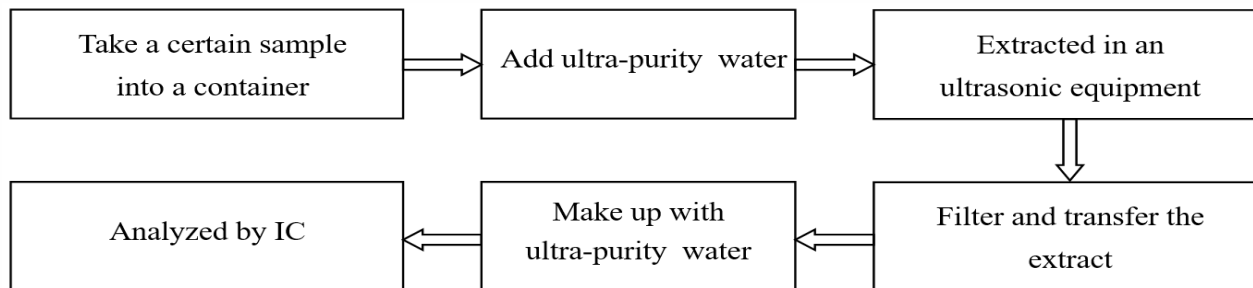 Take a certain sample
into a container
Add ultra-purity water
Extracted in an
ultrasonic equipment
Filter and transfer the
extract
Make up with
ultra-purity water
Analyzed by IC